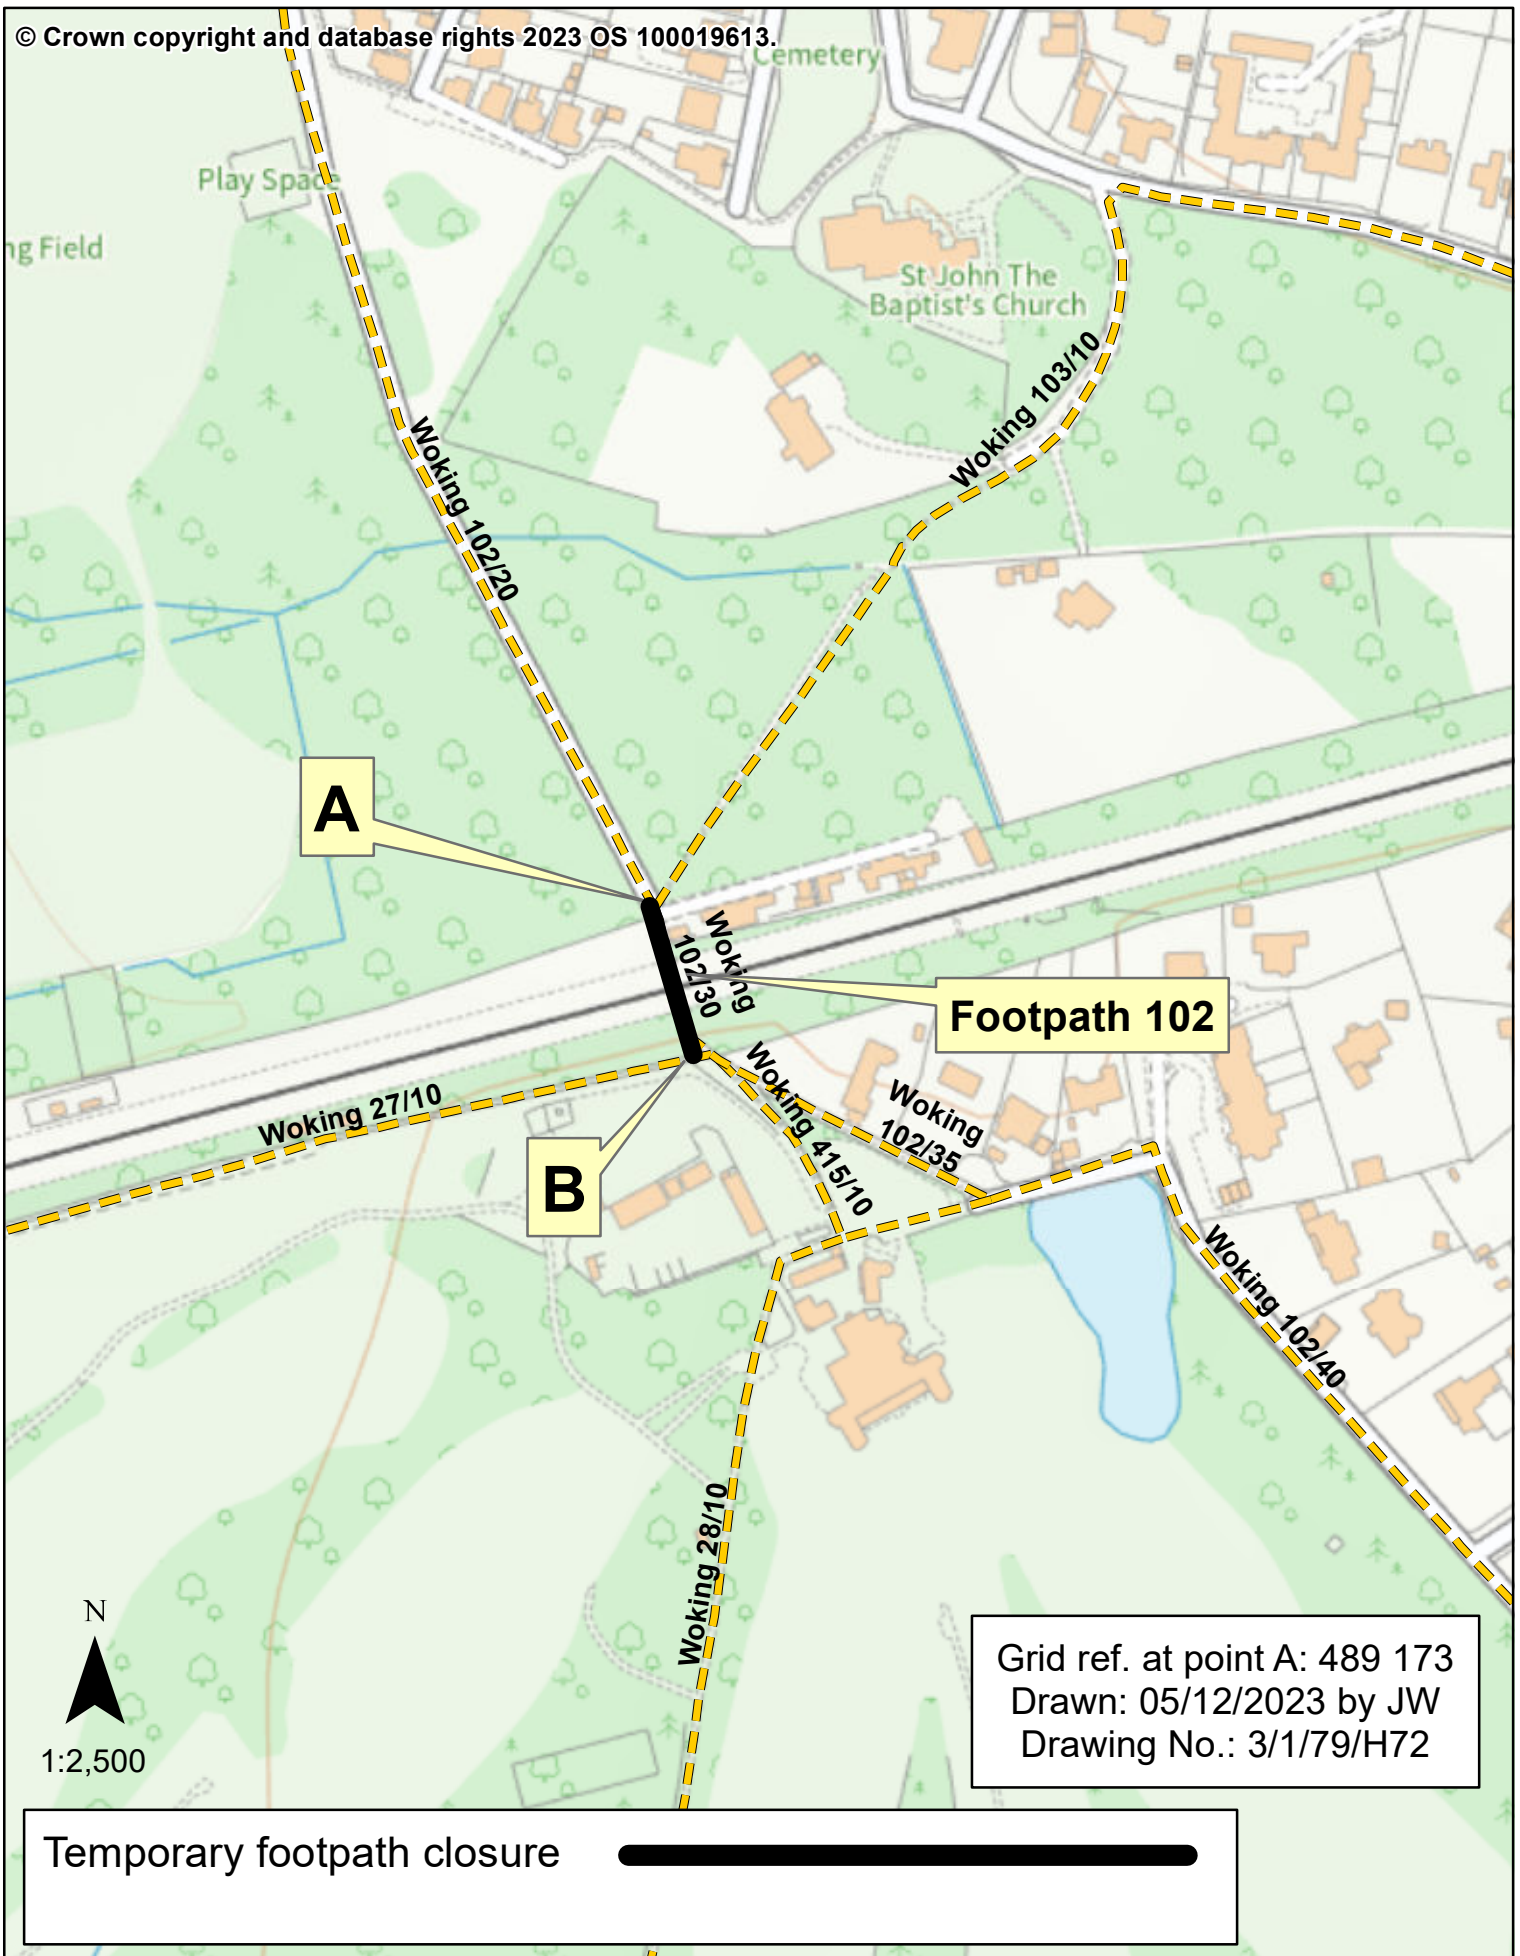 © Crown copyright and database rights 2023 OS 100019613.
Cemetery
Play Space
ng Field
St John The
Baptist's Church
Woking 103/10
Woking 102/20
A
Woking
102/30
Footpath 102
Woking 27/10
Woking 415/10
Woking
102/35
B
Woking 102/40
Woking 28/10
N
1:2,500
Grid ref. at point A: 489 173
Drawn: 05/12/2023 by JW
Drawing No.: 3/1/79/H72
Temporary footpath closure